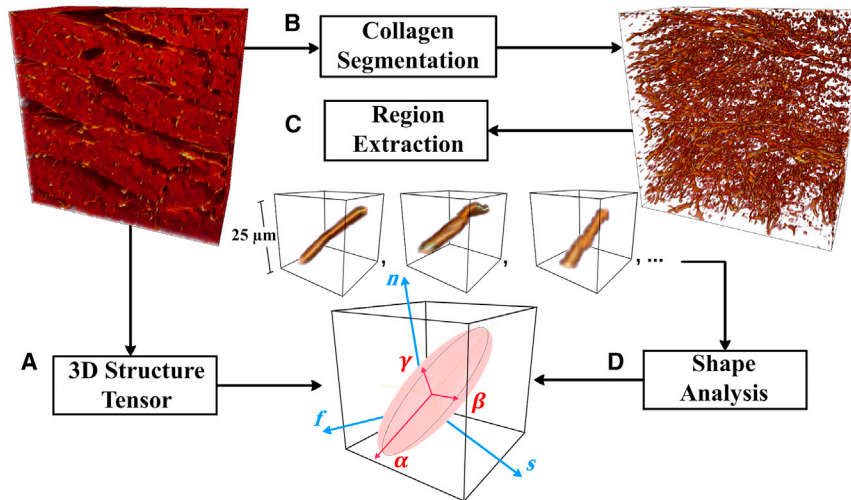 B
Collagen
Segmentation
C
Region
Extraction
25 μm
, , , ...
n
A
3D Structure
Tensor
γ
β
f
α
s
D
Shape
Analysis